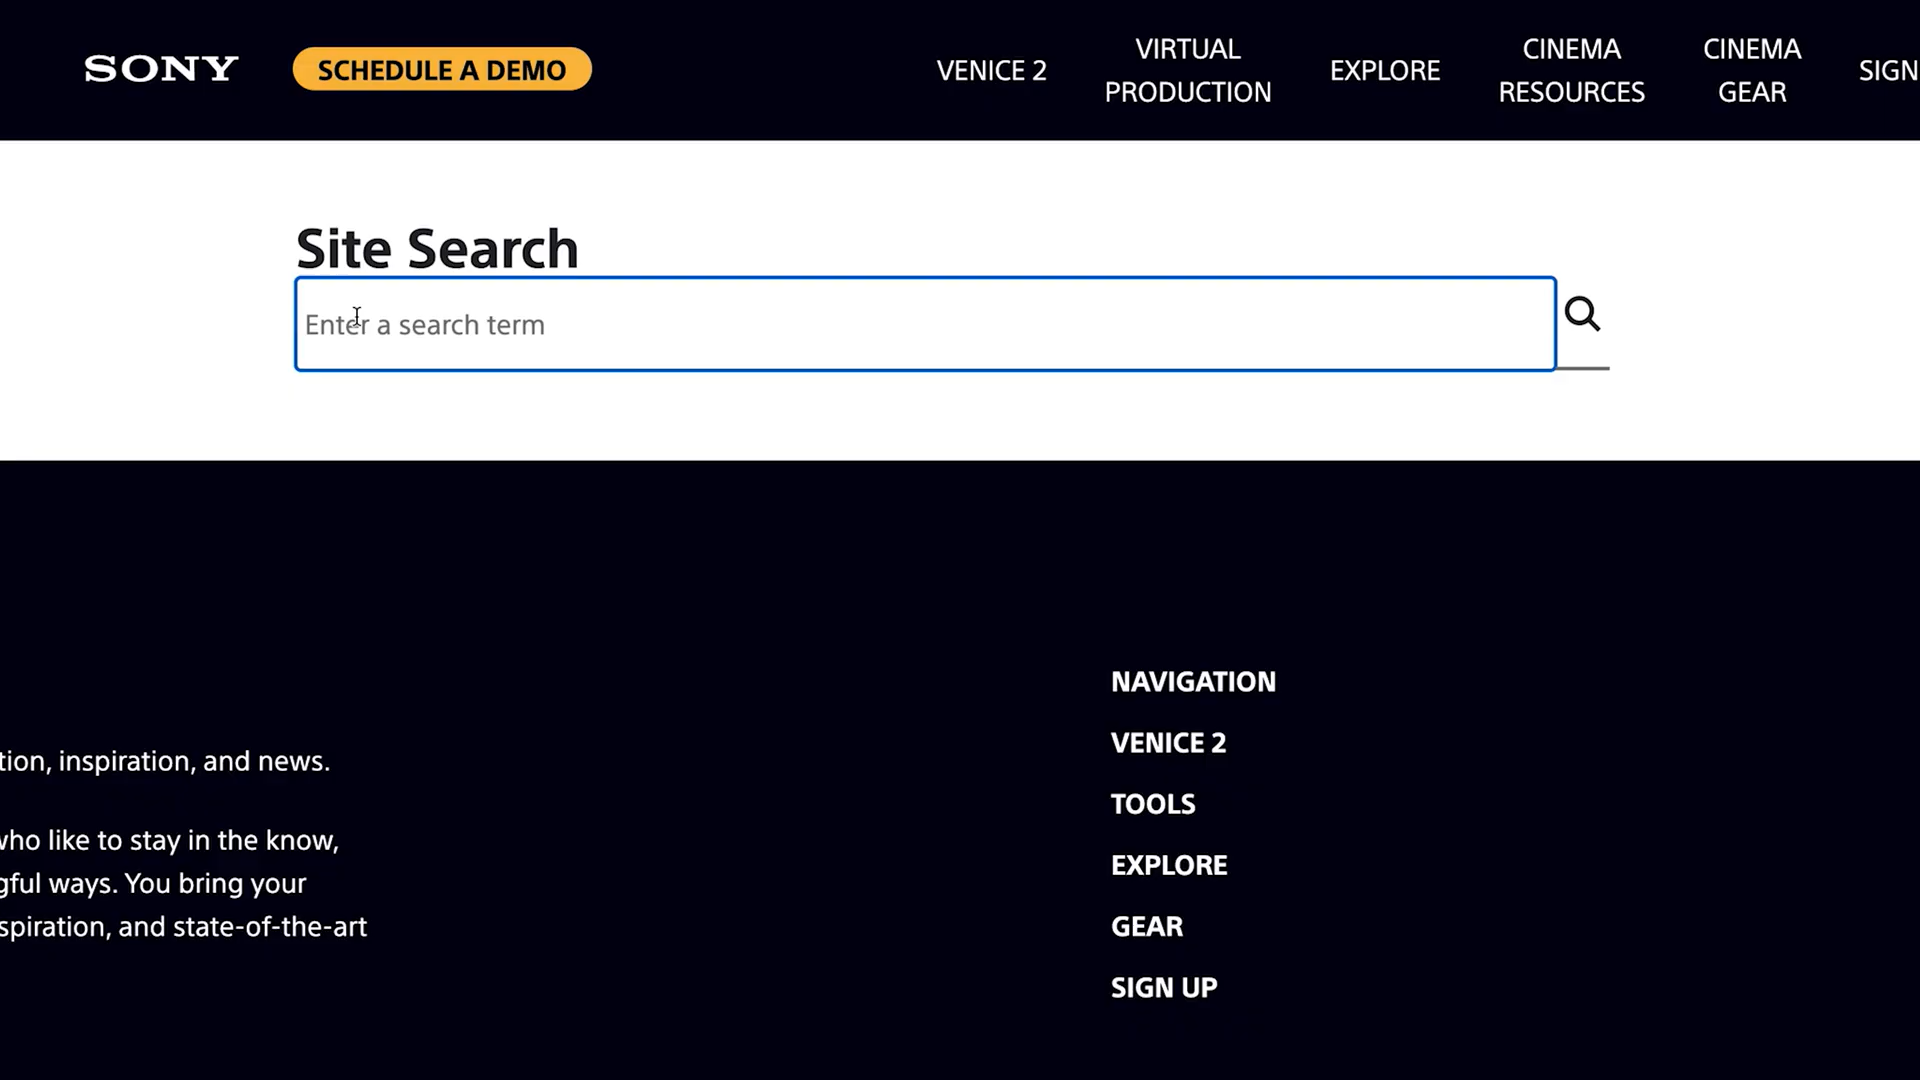 SONY
SCHEDULE A DEMO
VENICE 2
VIRTUAL
PRODUCTION
EXPLORE
CINEMA
RESOURCES
CINEMA
GEAR
SIGN
Site Search
Enter a search term
tion, inspiration, and news.
who like to stay in the know,
gful ways. You bring your
spiration, and state-of-the-art
NAVIGATION
VENICE 2
TOOLS
EXPLORE
GEAR
SIGN UP